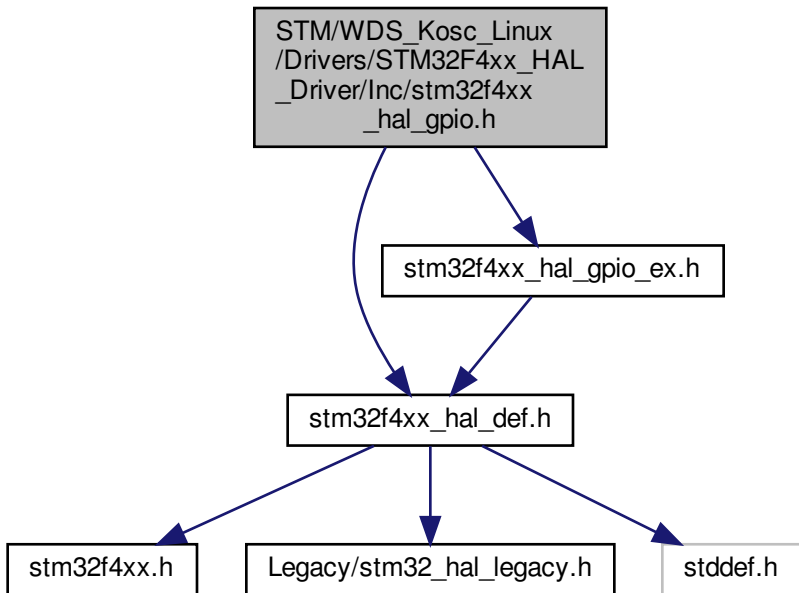 STM/WDS_Kosc_Linux
/Drivers/STM32F4xx_HAL
_Driver/Inc/stm32f4xx
_hal_gpio.h
stm32f4xx_hal_gpio_ex.h
stm32f4xx_hal_def.h
stm32f4xx.h
Legacy/stm32_hal_legacy.h
stddef.h